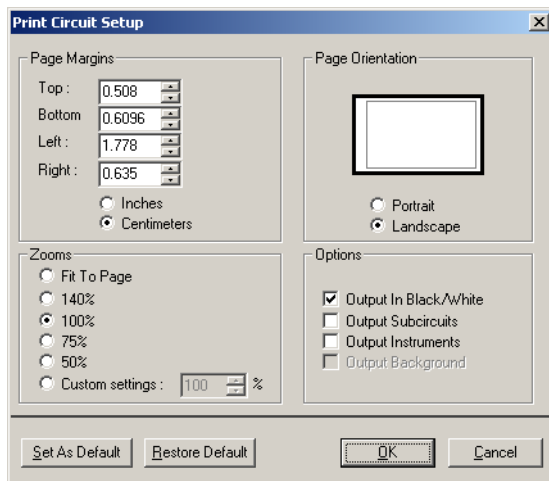 Print Circuit Setup
Page Margins
Top : 0.508
Bottom 0.6096
Left : 1.778
Right : 0.635
Inches
Centimeters
Page Orientation
Portrait
Landscape
Zooms
Fit To Page
140%
100%
75%
50%
Custom settings : 100 %
Options
Output In Black/White
Output Subcircuits
Output Instruments
Output Background
Set As Default
Restore Default
OK
Cancel